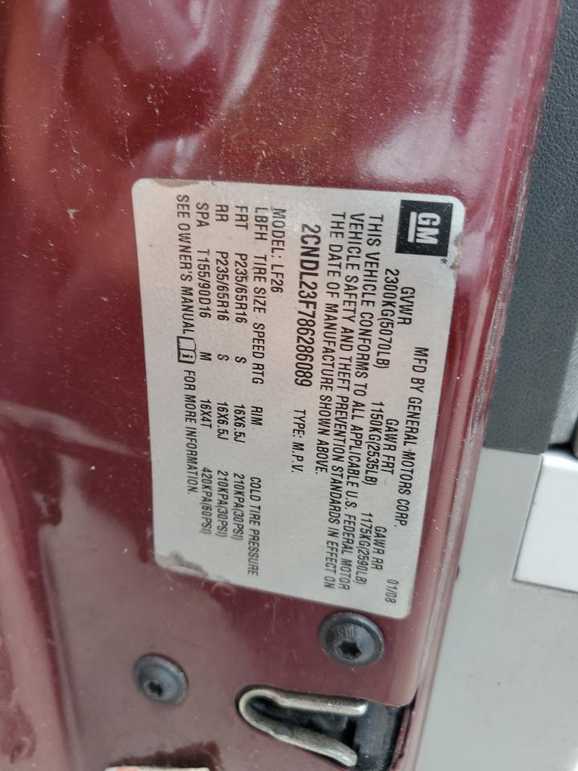 GM
MFD BY GENERAL MOTORS CORP
01/08
GVWR GAWR FRT GAWR RR
2300KG(5070LB) 1150KG(2535LB) 1175KG(2590LB)
THIS VEHICLE CONFORMS TO ALL APPLICABLE U.S. FEDERAL MOTOR
VEHICLE SAFETY AND THEFT PREVENTION STANDARDS IN EFFECT ON
THE DATE OF MANUFACTURE SHOWN ABOVE.
2CNDL23F786286089 TYPE: M.P.V.
MODEL: LF26
LBFH TIRE SIZE SPEED RTG RIM COLD TIRE PRESSURE
FRT P235/65R16 S 16X6.5J 210KPA(30PSI)
RR P235/65R16 S 16X6.5J 210KPA(30PSI)
SPA T155/90D16 M 16X4T 420KPA(60PSI)
SEE OWNER'S MANUAL FOR MORE INFORMATION.